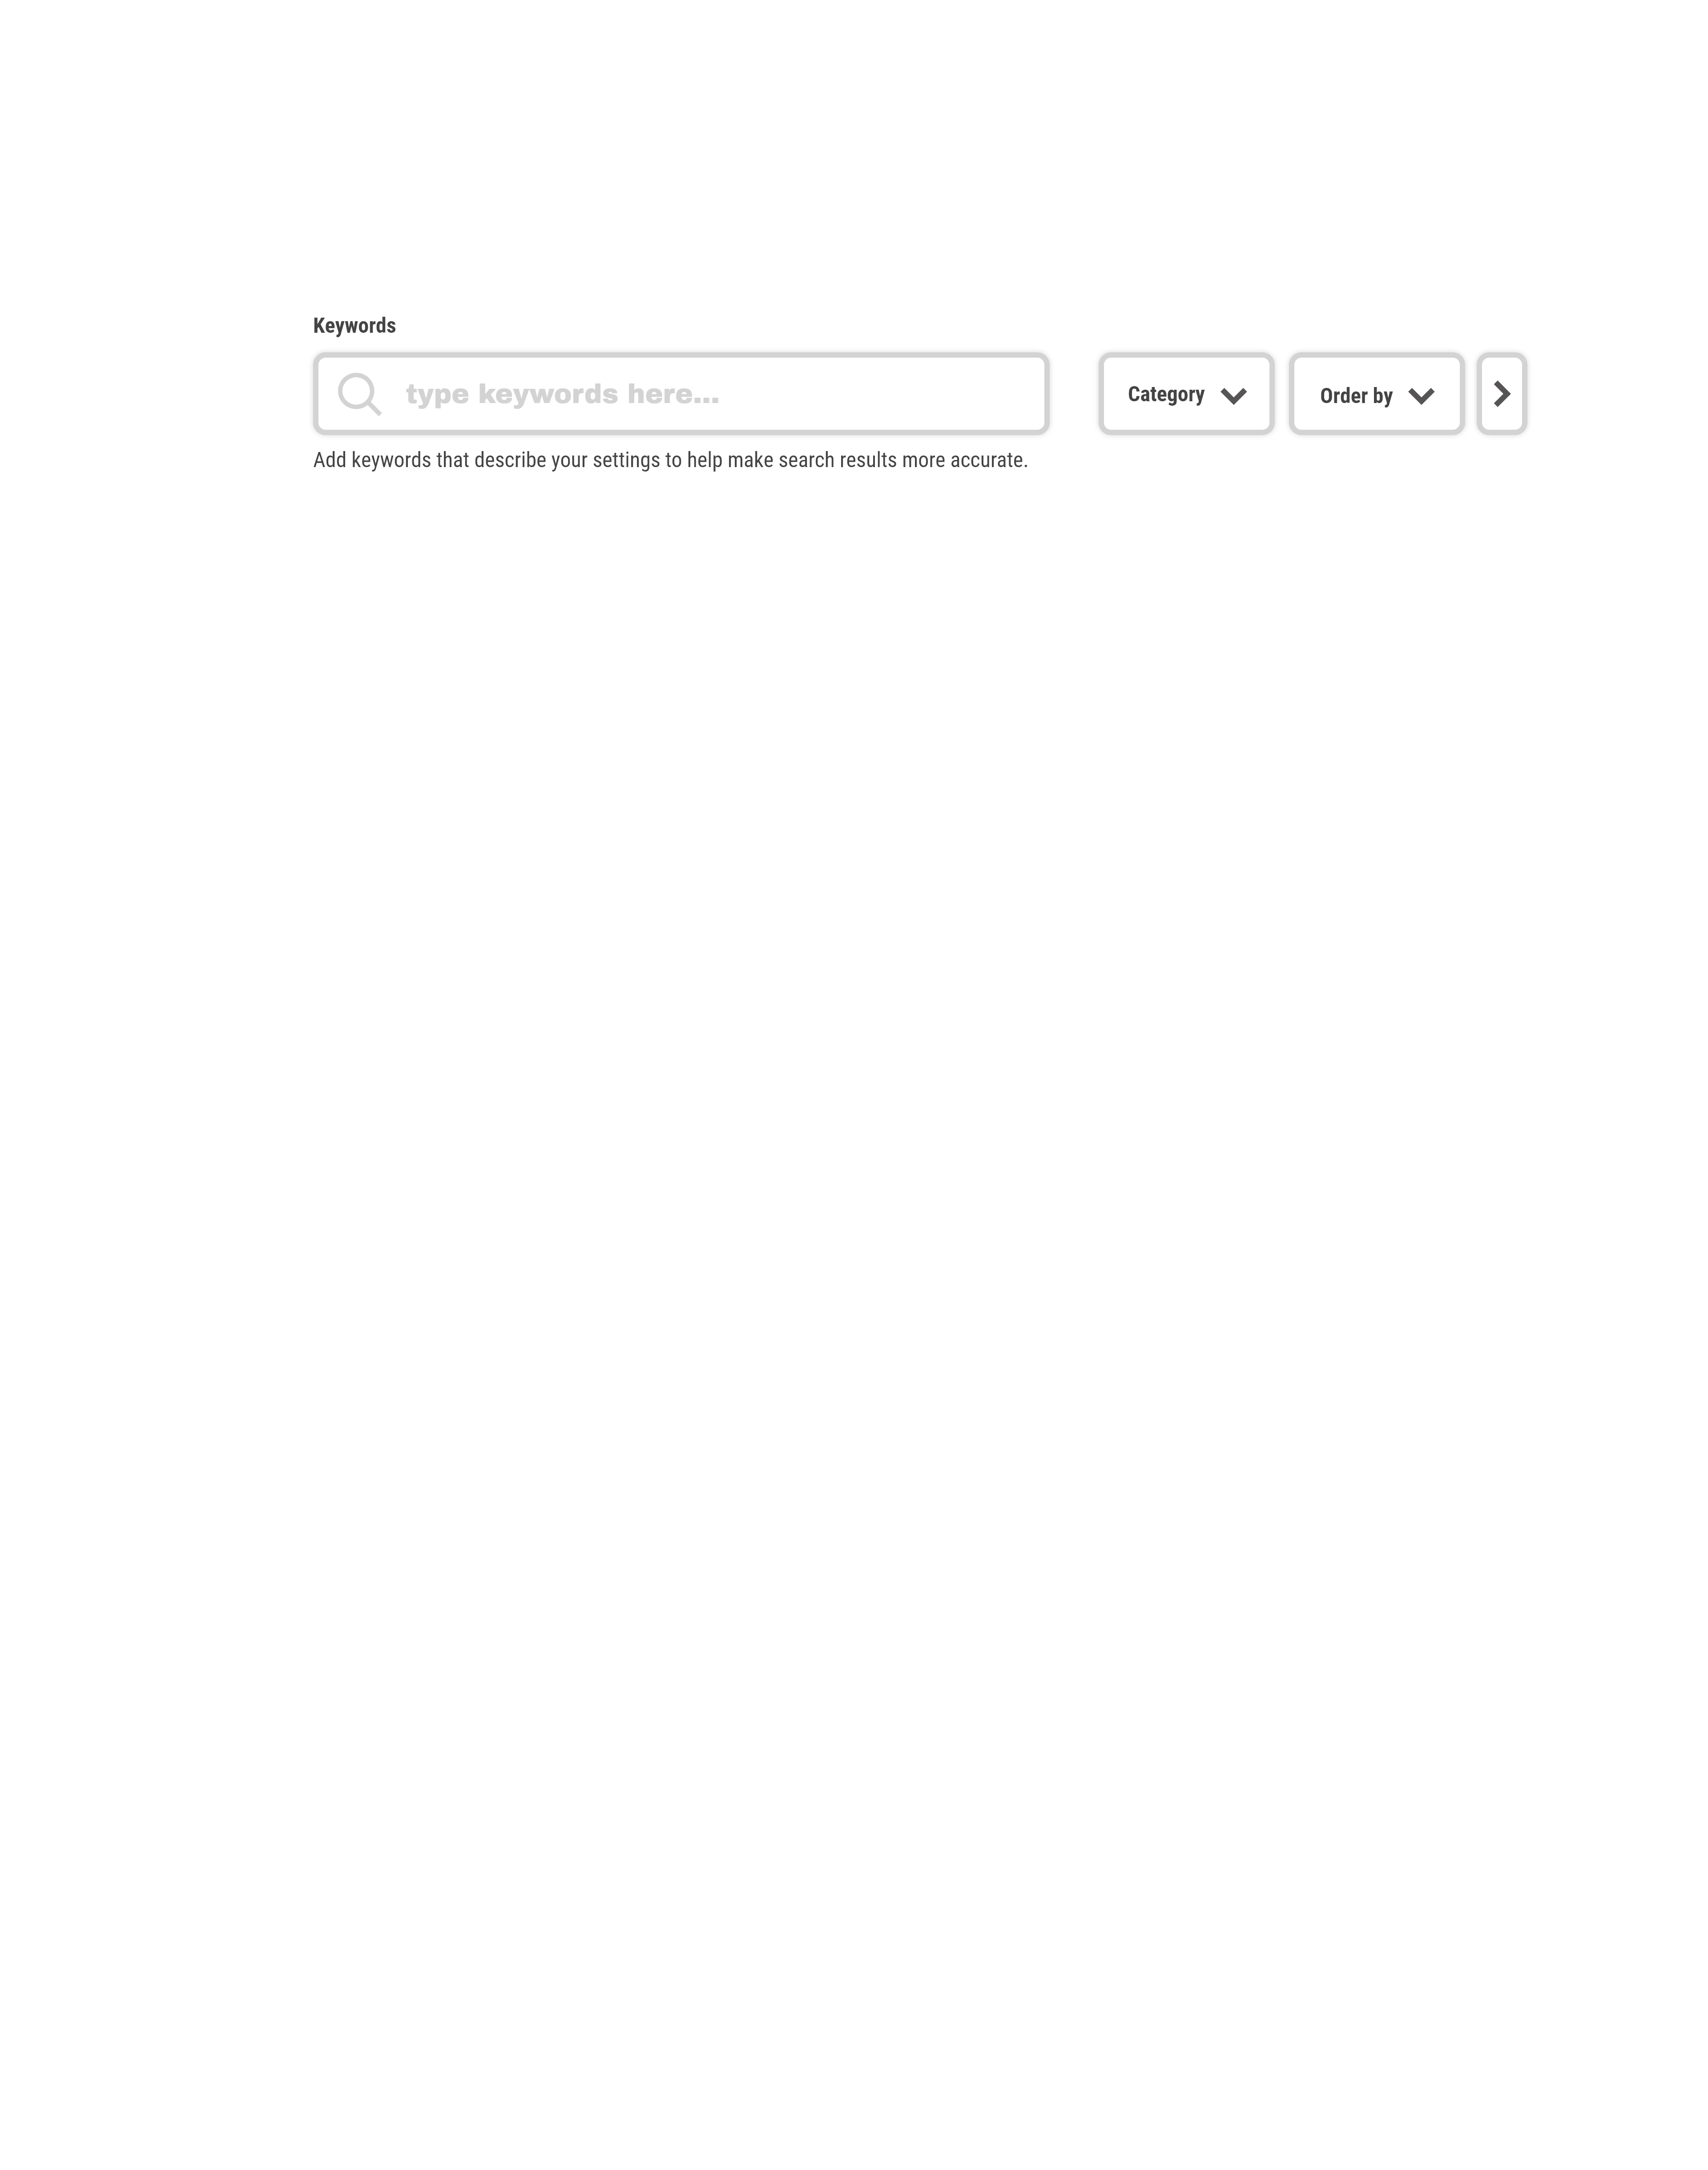 Keywords
type keywords here...
Category
Order by
Add keywords that describe your settings to help make search results more accurate.